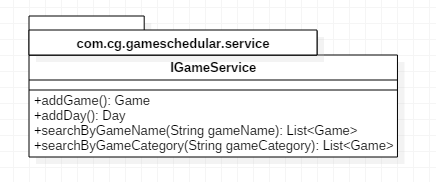 com.cg.gameschedular.service
IGameService
+addGame(): Game
+addDay(): Day
+searchByGameName(String gameName): List<Game>
+searchByGameCategory(String gameCategory): List<Game>